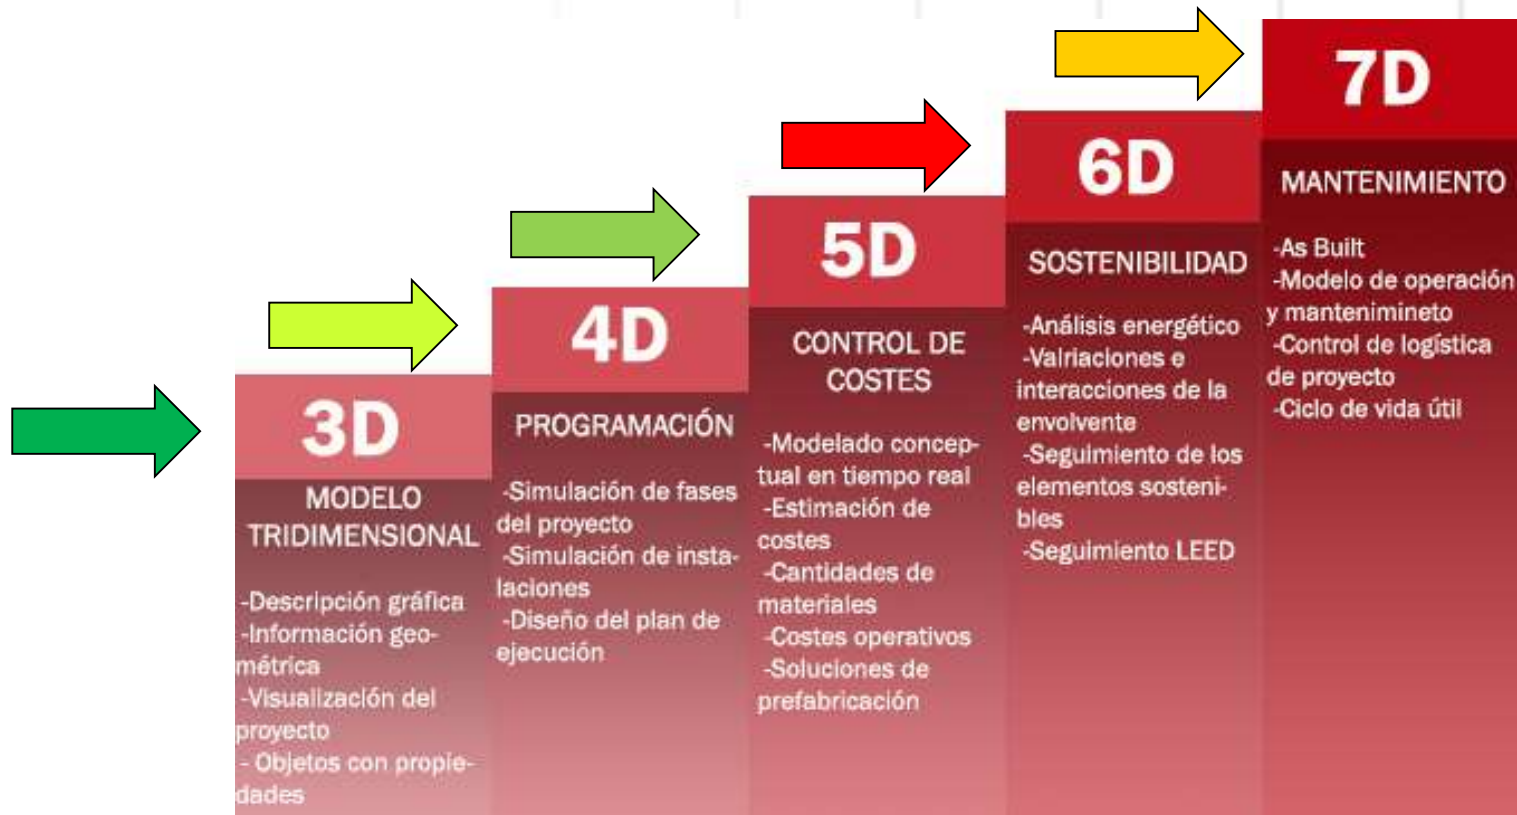 3D
MODELO
TRIDIMENSIONAL
-Descripción gráfica
-Información geo-
métrica
-Visualización del
proyecto
- Objetos con propie-
dades
4D
PROGRAMACIÓN
-Simulación de fases
del proyecto
-Simulación de insta-
laciones
-Diseño del plan de
ejecución
5D
CONTROL DE
COSTES
-Modelado concep-
tual en tiempo real
-Estimación de
costes
-Cantidades de
materiales
-Costes operativos
-Soluciones de
prefabricación
6D
SOSTENIBILIDAD
-Análisis energético
-Valriaciones e
interacciones de la
envolvente
-Seguimiento de los
elementos sosteni-
bles
-Seguimiento LEED
7D
MANTENIMIENTO
-As Built
-Modelo de operación
y mantenimineto
-Control de logística
de proyecto
-Ciclo de vida útil